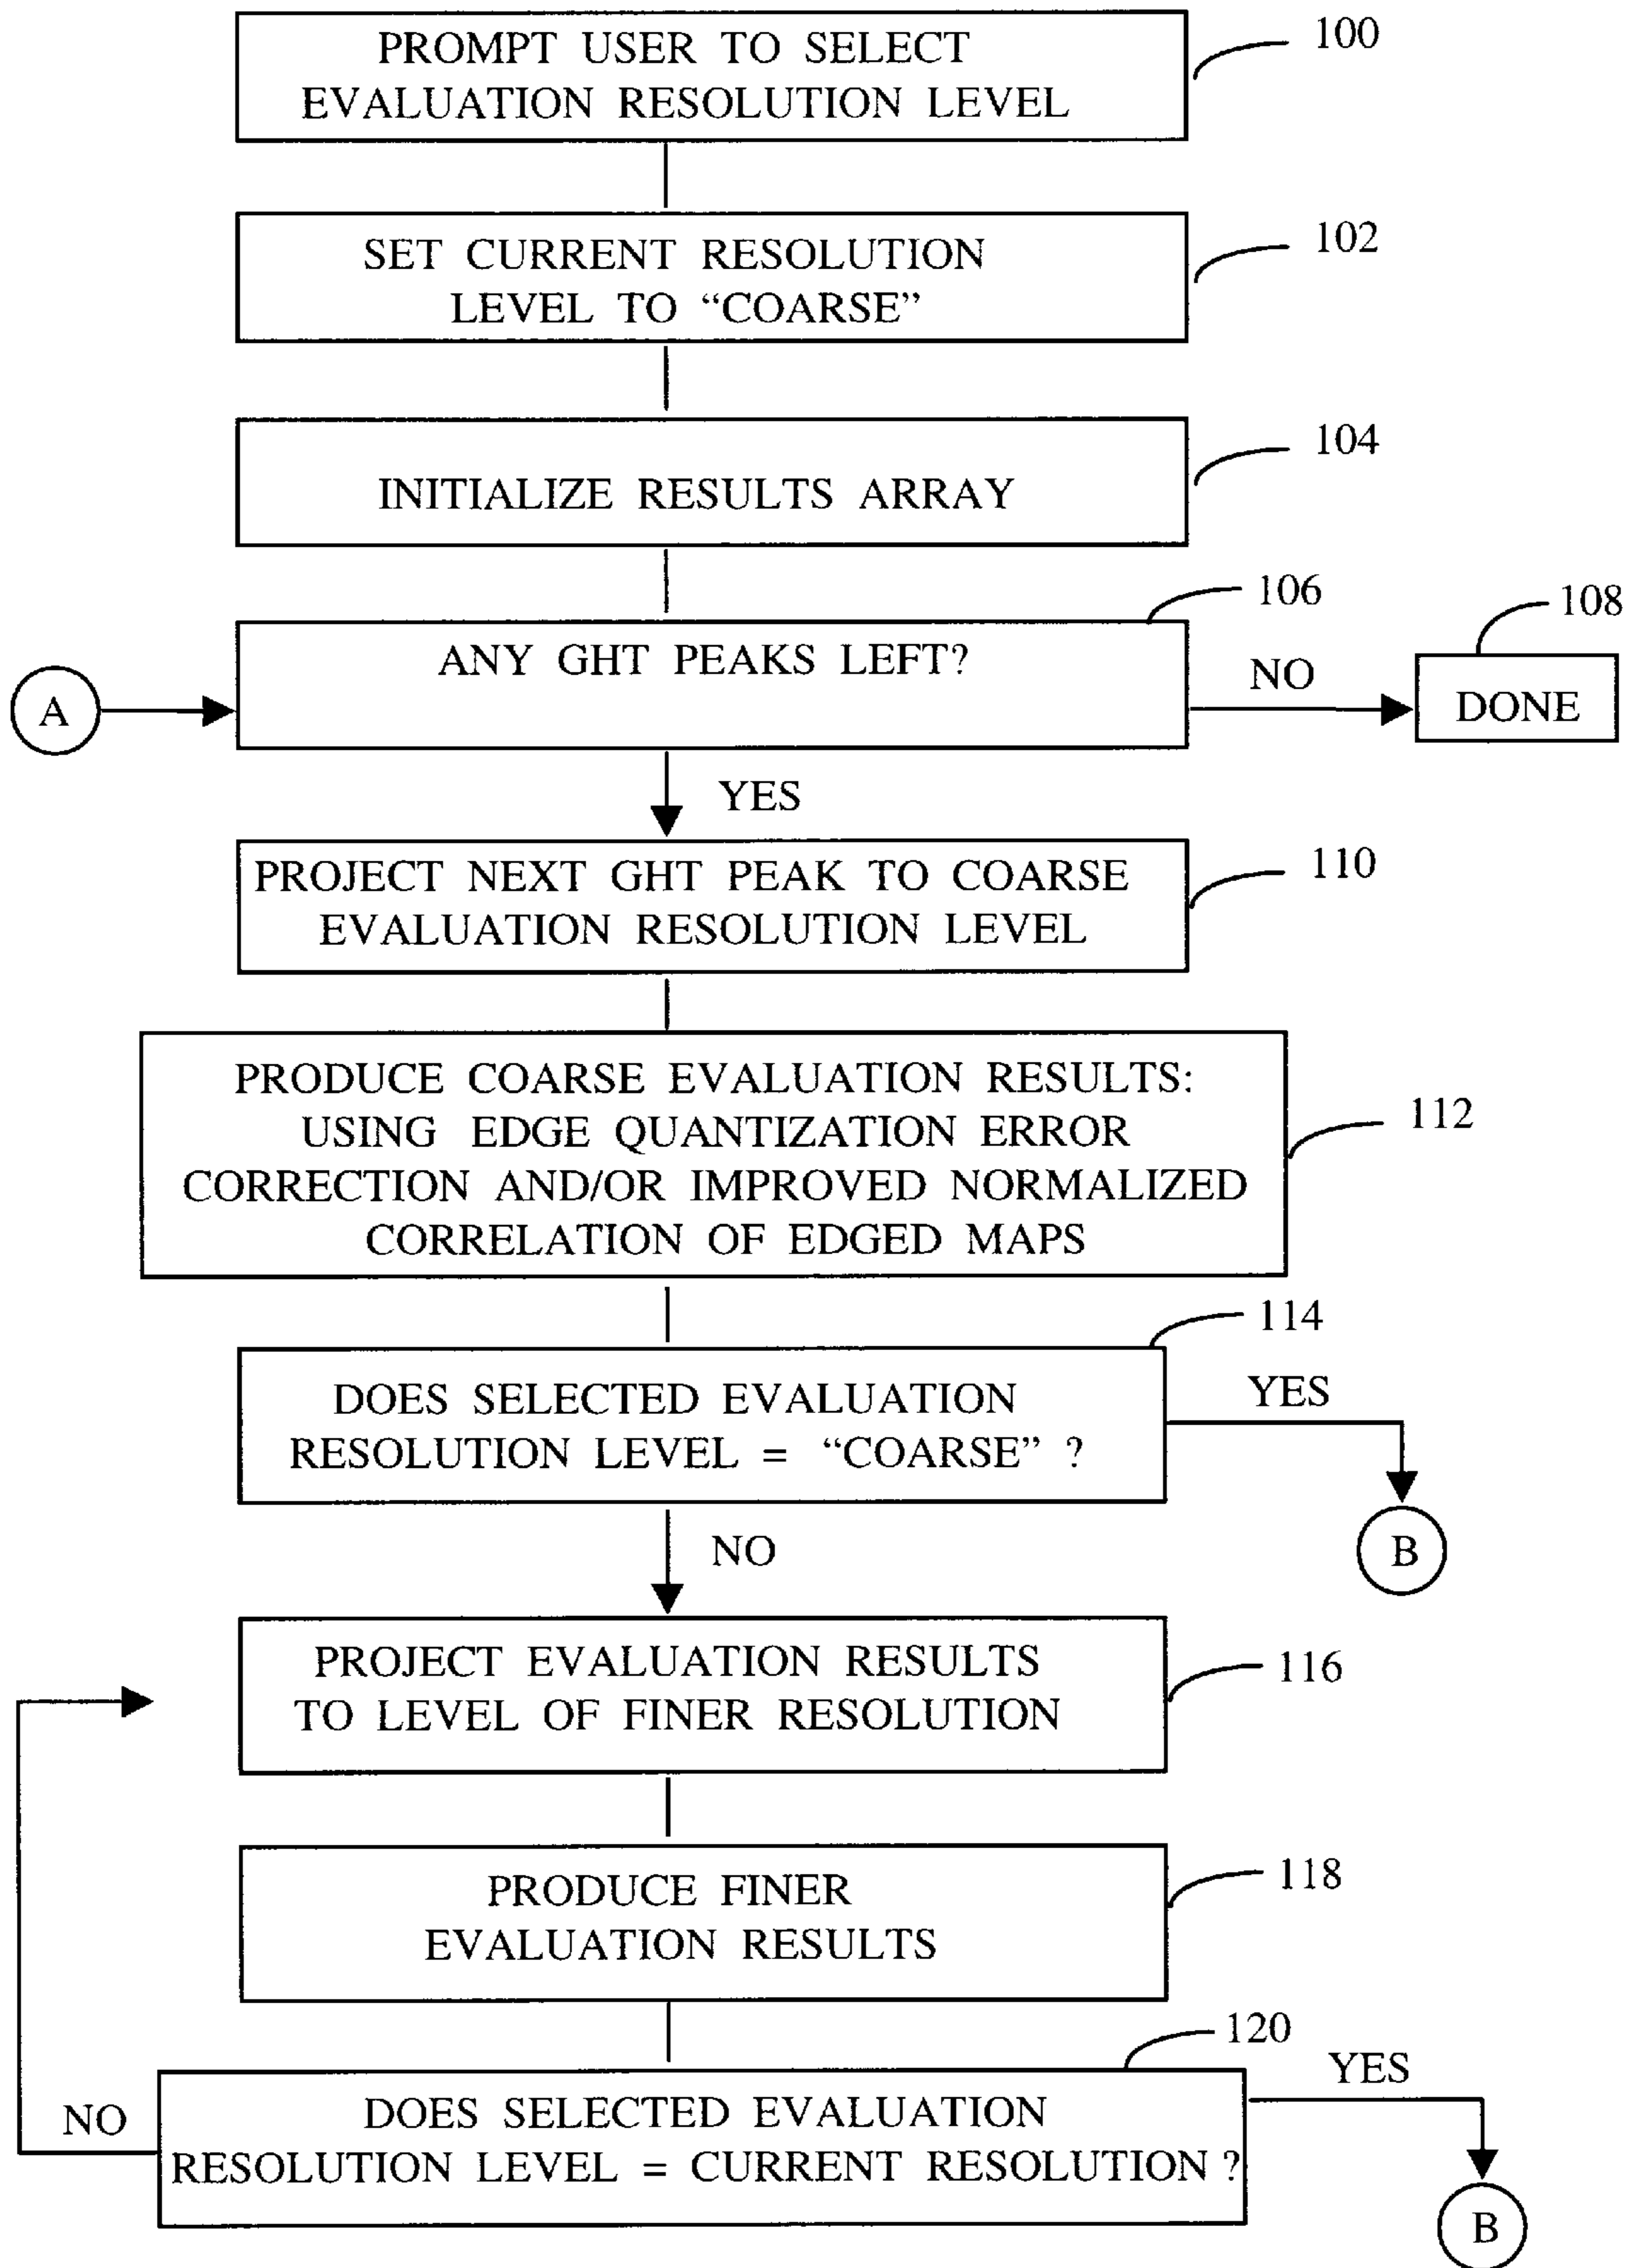 PROMPT USER TO SELECT
EVALUATION RESOLUTION LEVEL
100
SET CURRENT RESOLUTION
LEVEL TO “COARSE”
102
INITIALIZE RESULTS ARRAY
104
ANY GHT PEAKS LEFT?
106
A
NO
108
DONE
YES
PROJECT NEXT GHT PEAK TO COARSE
EVALUATION RESOLUTION LEVEL
110
PRODUCE COARSE EVALUATION RESULTS:
USING EDGE QUANTIZATION ERROR
CORRECTION AND/OR IMPROVED NORMALIZED
CORRELATION OF EDGED MAPS
112
114
DOES SELECTED EVALUATION
RESOLUTION LEVEL = “COARSE” ?
YES
B
NO
PROJECT EVALUATION RESULTS
TO LEVEL OF FINER RESOLUTION
116
PRODUCE FINER
EVALUATION RESULTS
118
120
DOES SELECTED EVALUATION
RESOLUTION LEVEL = CURRENT RESOLUTION ?
NO
YES
B